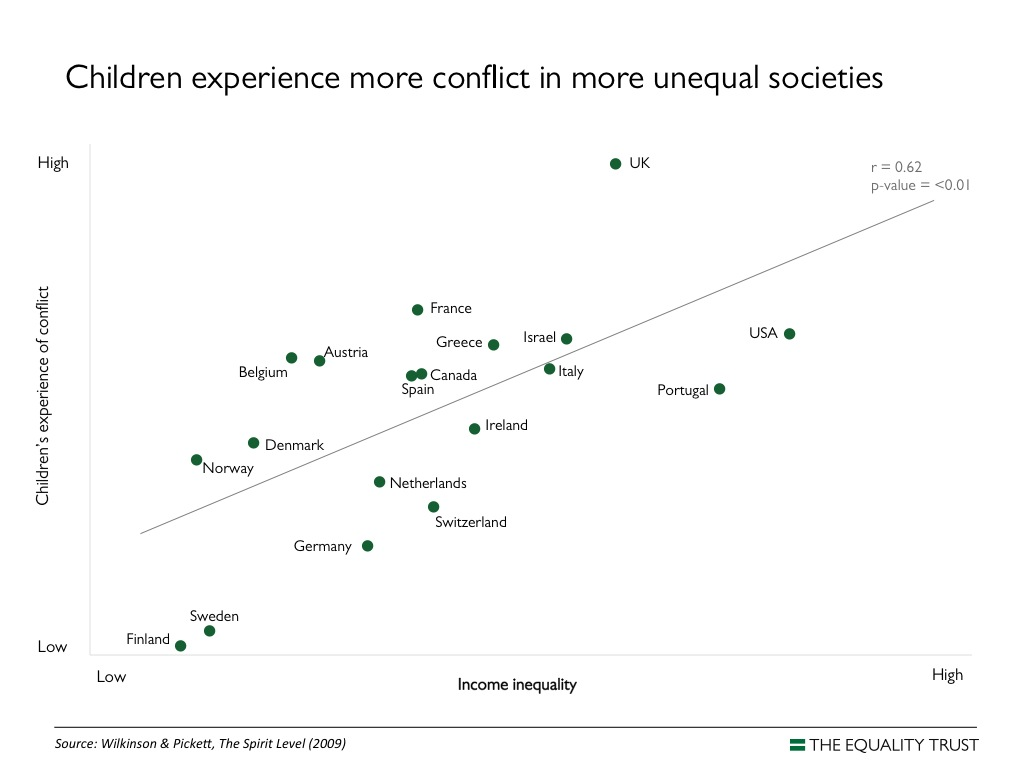 Children experience more conflict in more unequal societies
High
UK
r = 0.62
p-value = <0.01
France
USA
Israel
Greece
Austria
Belgium
Canada
Italy
Spain
Portugal
Children's experience of conflict
Ireland
Denmark
Norway
Netherlands
Switzerland
Germany
Sweden
Finland
Low
Low
High
Income inequality
Source: Wilkinson & Pickett, The Spirit Level (2009)
THE EQUALITY TRUST